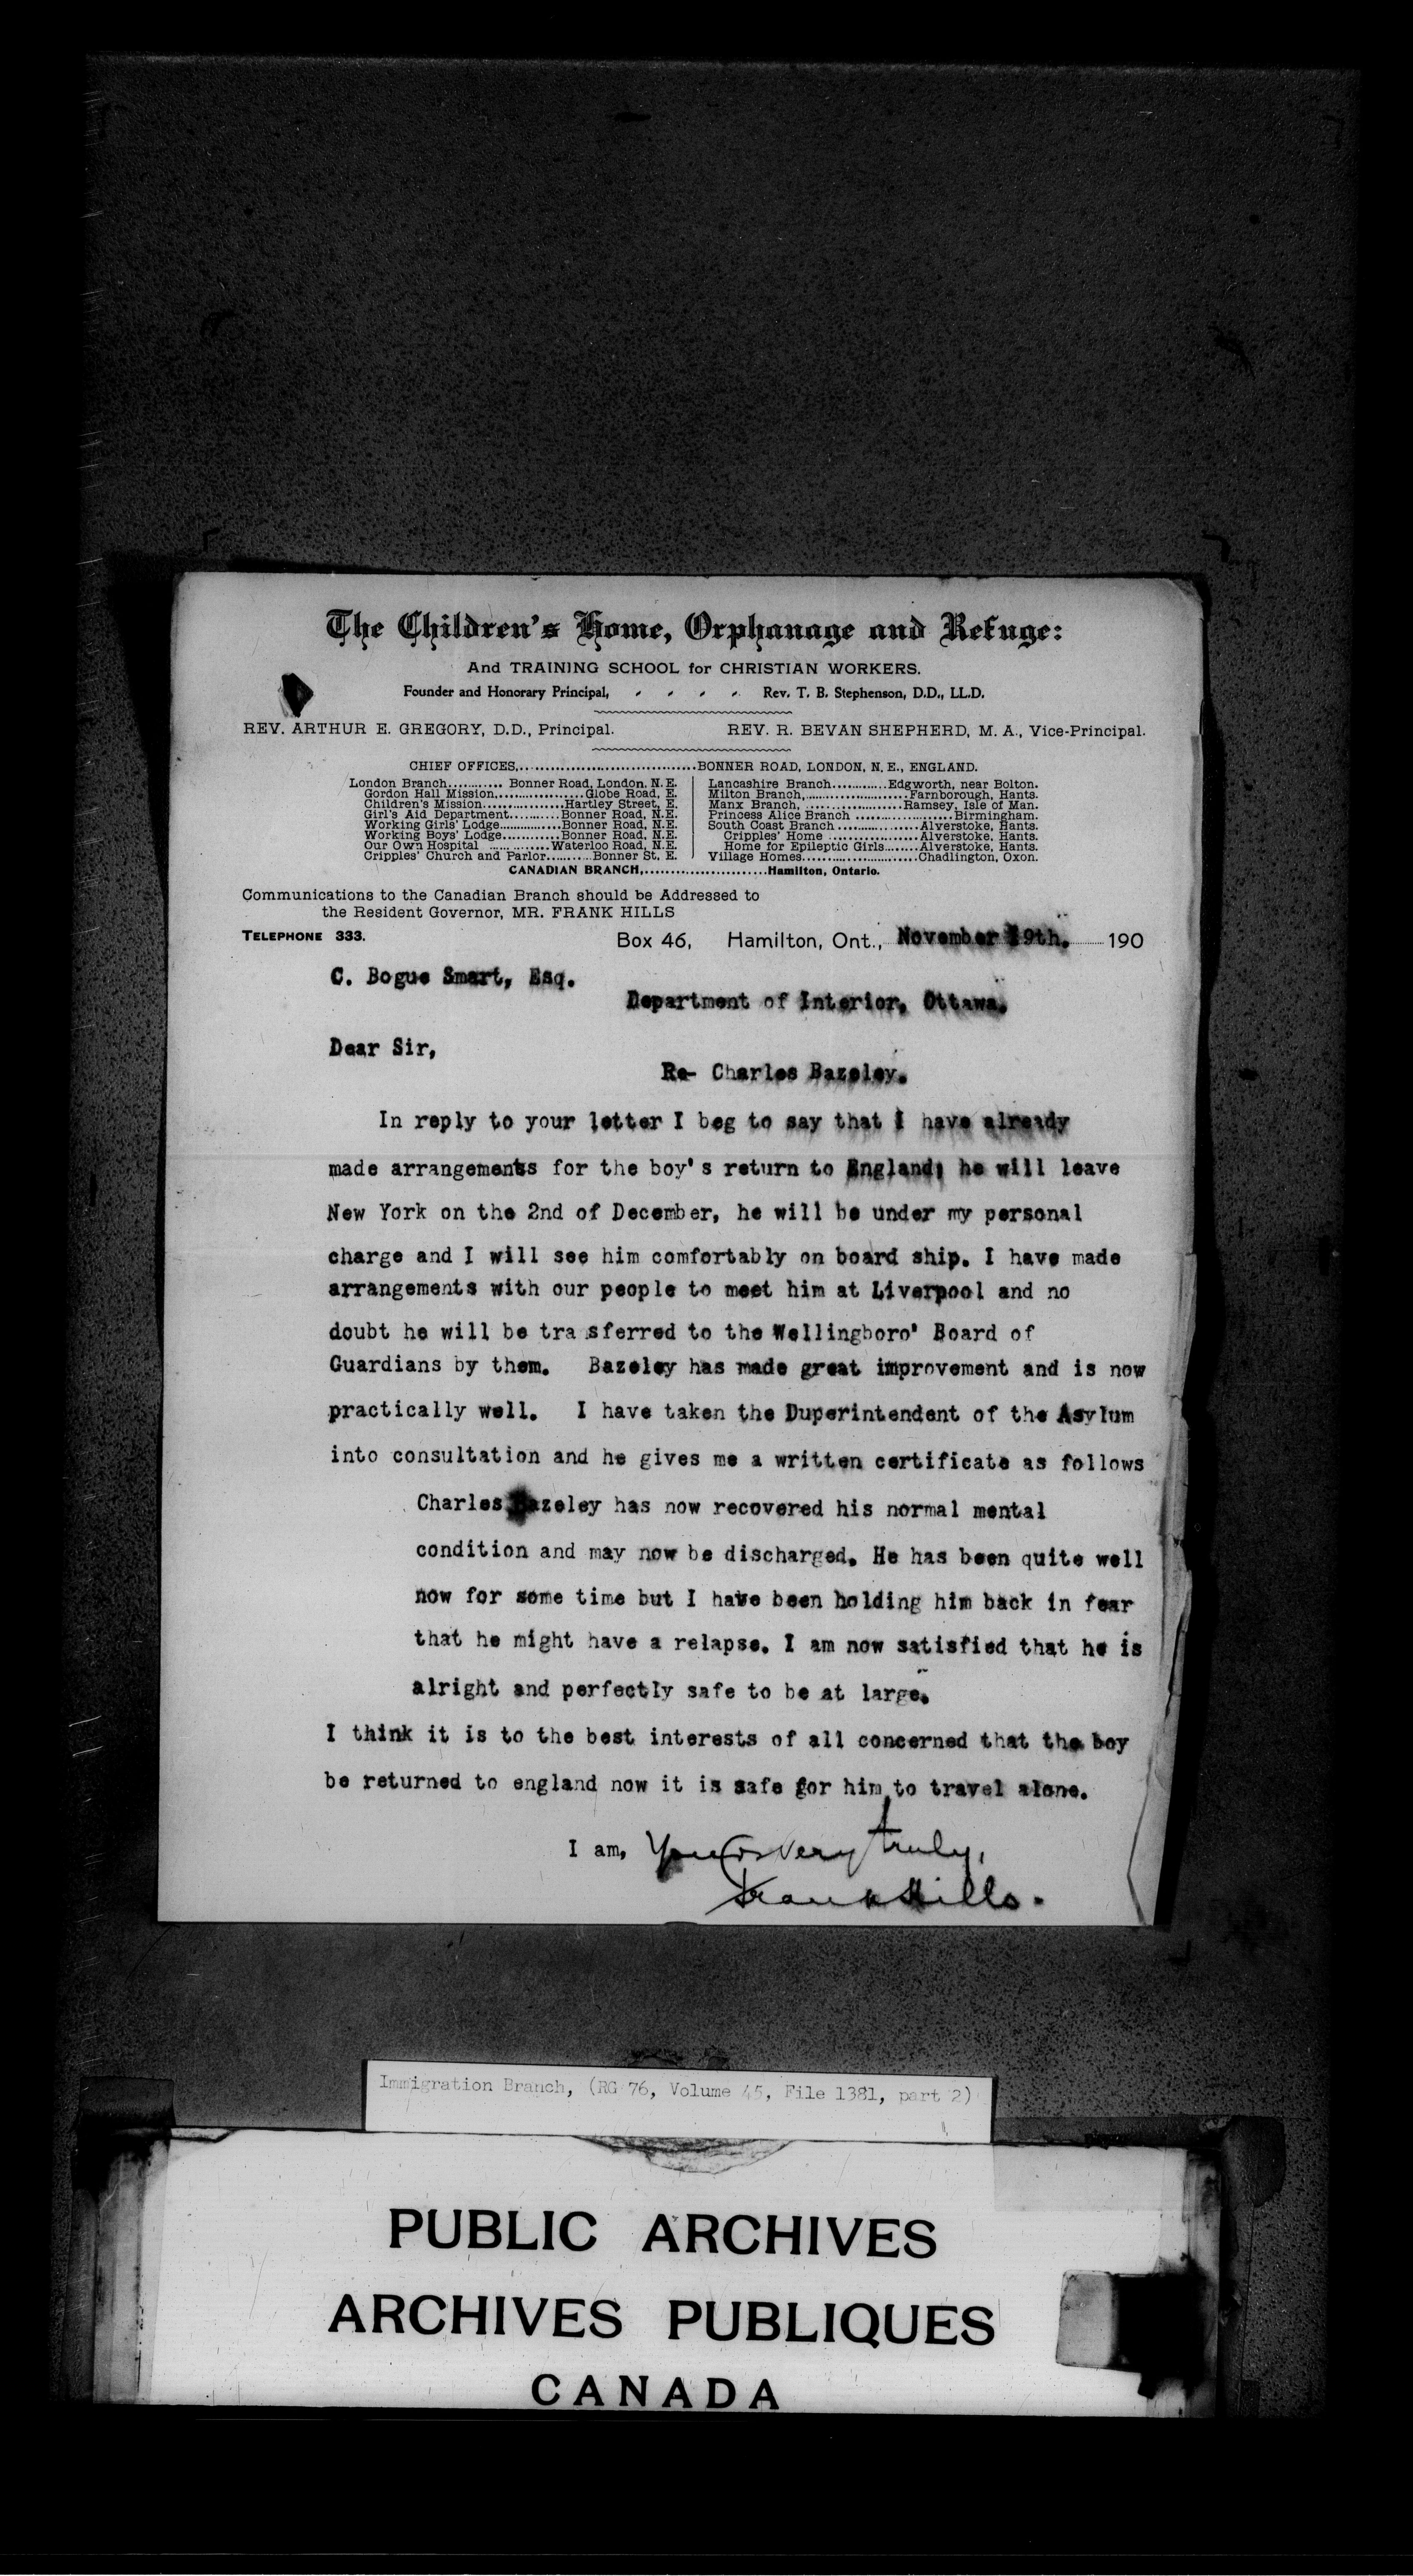 The Children's Home, Orphanage and Refuge:
And TRAINING SCHOOL for CHRISTIAN WORKERS.
Founder and Honorary Principal, - - - - Rev. T. B. Stephenson, D.D., LL.D.
REV. ARTHUR E. GREGORY, D.D., Principal. REV. R. BEVAN SHEPHERD, M. A., Vice-Principal.
CHIEF OFFICES,..................................BONNER ROAD, LONDON, N. E., ENGLAND.
London Branch........... Bonner Road, London, N.E.
Gordon Hall Mission..................Globe Road, E.
Children's Mission.................Hartley Street, E.
Girl's Aid Department..........Bonner Road, N.E.
Working Girls' Lodge.............Bonner Road, N.E.
Working Boys' Lodge............Bonner Road, N.E.
Our Own Hospital .............Waterloo Road, N.E.
Cripples' Church and Parlor..........Bonner St. E.
Lancashire Branch............Edgworth, near Bolton.
Milton Branch,......................Farnborough, Hants.
Manx Branch, .....................Ramsey, Isle of Man.
Princess Alice Branch .....................Birmingham.
South Coast Branch .................Alverstoke, Hants.
Cripples' Home ...................Alverstoke, Hants.
Home for Epileptic Girls.......Alverstoke, Hants.
Village Homes........................Chadlington, Oxon.
CANADIAN BRANCH,........................Hamilton, Ontario.
Communications to the Canadian Branch should be Addressed to
the Resident Governor, MR. FRANK HILLS
TELEPHONE 333.
Box 46, Hamilton, Ont., November 19th. 190
C. Bogue Smart, Esq.
Department of Interior, Ottawa.
Dear Sir,
Re- Charles Bazeley.
In reply to your letter I beg to say that I have already
made arrangements for the boy's return to England; he will leave
New York on the 2nd of December, he will be under my personal
charge and I will see him comfortably on board ship. I have made
arrangements with our people to meet him at Liverpool and no
doubt he will be tra sferred to the Wellingboro' Board of
Guardians by them. Bazeley has made great improvement and is now
practically well. I have taken the Duperintendent of the Asylum
into consultation and he gives me a written certificate as follows
Charles Bazeley has now recovered his normal mental
condition and may now be discharged. He has been quite well
now for some time but I have been holding him back in fear
that he might have a relapse. I am now satisfied that he is
alright and perfectly safe to be at large.
I think it is to the best interests of all concerned that the boy
be returned to england now it is safe for him to travel alone.
I am, Yours very truly,
Frank Hills.
Immigration Branch, (RG 76, Volume 45, File 1381, part 2)
PUBLIC ARCHIVES
ARCHIVES PUBLIQUES
CANADA